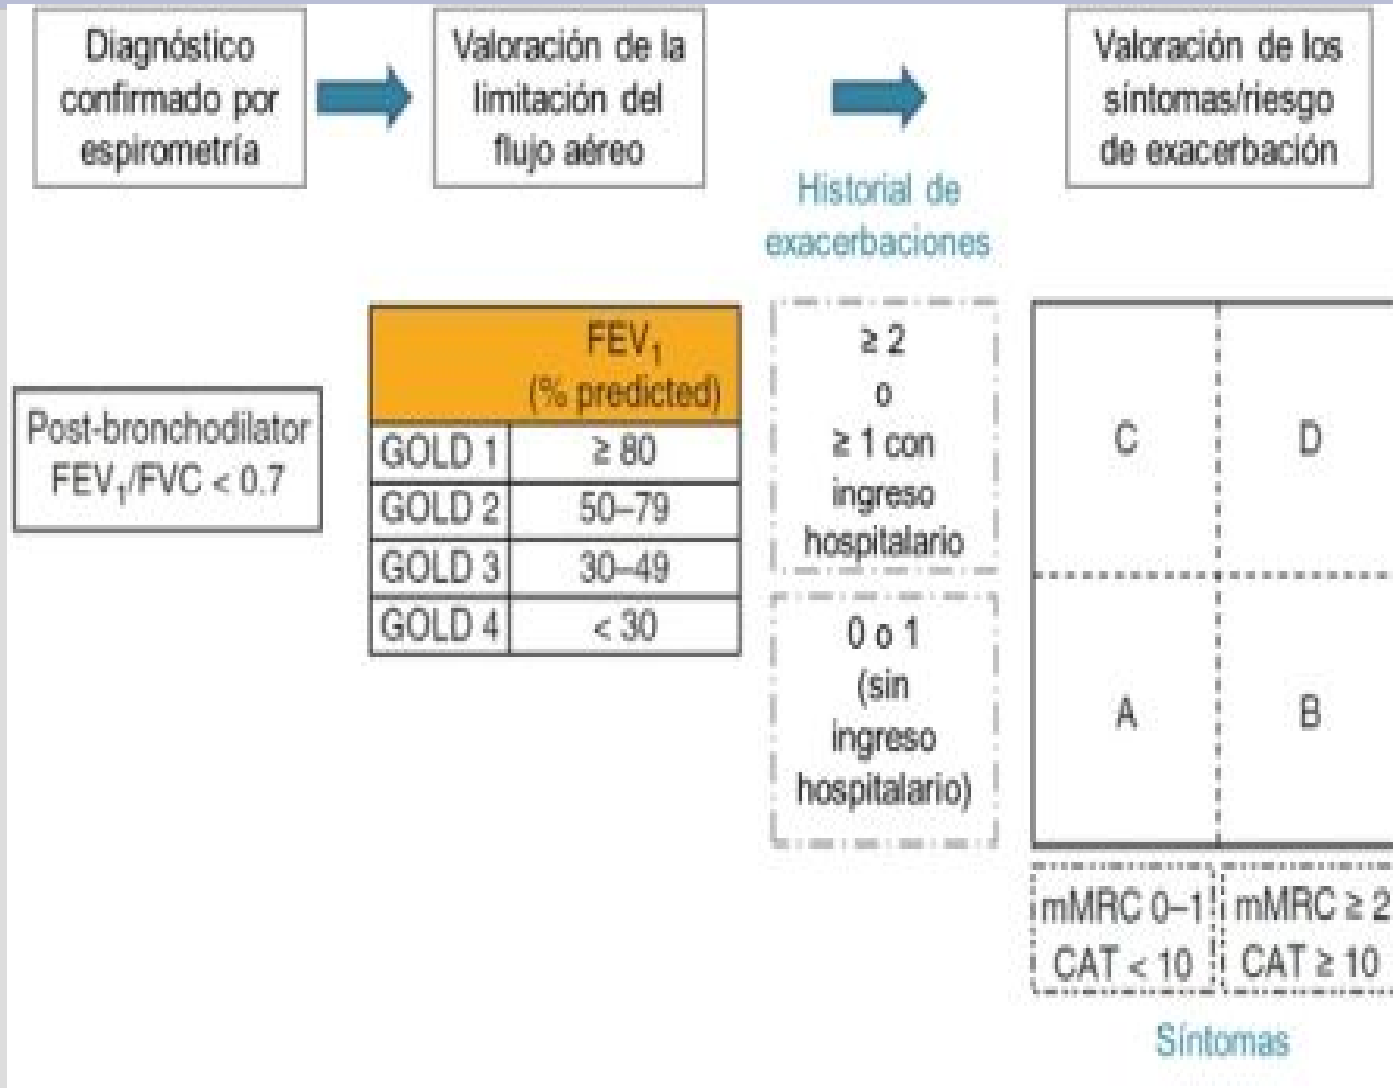 Diagnóstico
confirmado por
espirometría
Valoración de la
limitación del
flujo aéreo
Valoración de los
síntomas/riesgo
de exacerbación
Historial de
exacerbaciones
Post-bronchodilator
FEV₁/FVC < 0.7
FEV₁
(% predicted)
GOLD 1 ≥ 80
GOLD 2 50–79
GOLD 3 30–49
GOLD 4 < 30
≥ 2
o
≥ 1 con
ingreso
hospitalario
0 o 1
(sin
ingreso
hospitalario)
C D
A B
mMRC 0–1 mMRC ≥ 2
CAT < 10 CAT ≥ 10
Síntomas